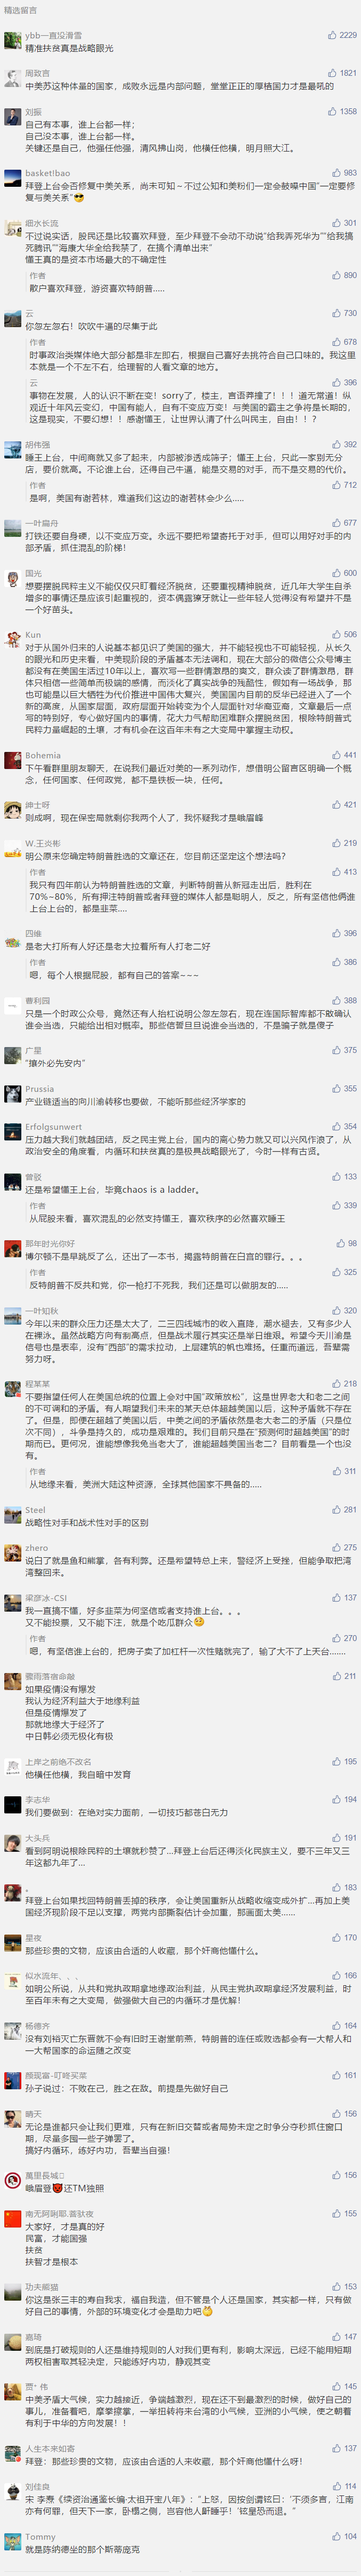 精选留言
ybb一直没滑雪 2229
精准扶贫真是战略眼光
周政言 1821
中美苏这种体量的国家，成败永远是内部问题，堂堂正正的厚植国力才是最吼的
刘振 1358
自己有本事，谁上台都一样；
自己没本事，谁上台都一样。
关键还是自己，他强任他强，清风拂山岗，他横任他横，明月照大江。
basket!bao 983
拜登上台会否修复中美关系，尚未可知～不过公知和美粉们一定会鼓噪中国“一定要修
复与美关系”😎
细水长流 301
不过说实话，股民还是比较喜欢拜登，至少拜登不会动不动说“给我弄死华为”“给我搞
死腾讯”“海康大华全给我禁了，在搞个清单出来”
懂王真的是资本市场最大的不确定性
作者 890
散户喜欢拜登，游资喜欢特朗普.....
云 730
你忽左忽右！吹吹牛逼的尽集于此
作者 678
时事政治类媒体绝大部分都是非左即右，根据自己喜好去挑符合自己口味的。我这里
本就是一个不左不右，给理智的人看文章的地方。
云 396
事物在发展，人的认识不断在变！sorry了，楼主，言语莽撞了！！！道无常道！纵
观近十年风云变幻，中国有能人，自有不变应万变！与美国的霸主之争将是长期的，
这是现实，不要幻想！！感谢懂王，让世界认清了什么叫民主，自由！！？
胡伟强 392
睡王上台，中间商就又多了起来，内部被渗透成筛子；懂王上台，只此一家别无分
店，要价就高。不论谁上台，还得自己牛逼，能是交易的对手，而不是交易的代价。
作者 712
是啊，美国有谢若林，难道我们这边的谢若林会少么.....
一叶扁舟 677
打铁还要自身硬，以不变应万变。永远不要把希望寄托于对手，但可以用好对手的内
部矛盾，抓住混乱的阶梯！
国光 600
想要摆脱民粹主义不能仅仅只盯着经济脱贫，还要重视精神脱贫，近几年大学生自杀
增多的事情还是应该引起重视的，资本偶露獠牙就让一些年轻人觉得没有希望并不是
一个好苗头。
Kun 506
对于从国外归来的人说基本都见识了美国的强大，并不能轻视也不可能轻视，从长久
的眼光和历史来看，中美现阶段的矛盾基本无法调和，现在大部分的微信公众号博主
都没有在美国生活过10年以上，喜欢写一些群情激昂的爽文，群众读了群情激昂，群
体只相信一些简单而极端的感情，而淡化了真实战争的残酷性，假如有一场战争，那
也可能是以巨大牺牲为代价推进中国伟大复兴，美国国内目前的反华已经进入了一个
新的高度，从国家层面，政府层面开始转变为个人层面针对华裔亚裔，文章最后一点
写的特别好，专心做好国内的事情，花大力气帮助困难群众摆脱贫困，根除特朗普式
民粹力量崛起的土壤，才有机会在这百年未有之大变局中掌握主动权。
Bohemia 441
下午看群里朋友聊天，在说我们最近对美的一系列动作，想借明公留言区明确一个概
念，任何国家、任何政党，都不是铁板一块，任何。
绅士呀 421
则成啊，现在保密局就剩你我两个人了，我怀疑我才是峨眉峰
W.王炎彬 219
明公原来您确定特朗普胜选的文章还在，您目前还坚定这个想法吗？
作者 413
我只有四年前认为特朗普胜选的文章，判断特朗普从新冠走出后，胜利在
70%~80%，所有押注特朗普或者拜登的媒体人都是聪明人，反之，所有坚信他俩谁
上台上台的，都是韭菜....
四维 396
是老大打所有人好还是老大拉着所有人打老二好
作者 386
嗯，每个人根据屁股，都有自己的答案~~~
曹利园 388
只是一个时政公众号，竟然还有人抬杠说明公忽左忽右，现在连国际智库都不敢确认
谁会当选，只能给出相对概率。那些信誓旦旦说谁会当选的，不是骗子就是傻子
广星 375
“攘外必先安内”
Prussia 355
产业链适当的向川渝转移也要做，不能听那些经济学家的
Erfolgsunwert 354
压力越大我们就越团结，反之民主党上台，国内的离心势力就又可以兴风作浪了，从
政治安全的角度看，内循环和扶贫真的是极具战略眼光了，今时一样有古贤。
曾毅 133
还是希望懂王上台，毕竟chaos is a ladder。
作者 339
从屁股来看，喜欢混乱的必然支持懂王，喜欢秩序的必然喜欢睡王
那年时光你好 98
博尔顿不是早跳反了么，还出了一本书，揭露特朗普在白宫的罪行。。。
作者 325
反特朗普不反共和党，你一枪打不死我，我们还是可以做朋友的.....
一叶知秋 320
今年以来的群众压力还是太大了，二三四线城市的收入直降，潮水褪去，又有多少人
在裸泳。虽然战略方向有制高点，但是战术履行其实还是举日维艰。希望今天川渝是
信号也是表率，没有“西部”的需求拉动，上层建筑的帆也难扬。任重而道远，吾辈需
努力呀。
程某某 218
不要指望任何人在美国总统的位置上会对中国“政策放松”，这是世界老大和老二之间
的不可调和的矛盾。有人期望我们未来的某天总体超越美国以后，这种矛盾就不存在
了。但是，即便在超越了美国以后，中美之间的矛盾依然是老大老二的矛盾（只是位
次不同），斗争是持久的，成功是艰难的。我们目前只是在“预测何时超越美国”的时
期而已。更何况，谁能想像我兔当老大了，谁能超越美国当老二？目前看是一个也没
有。
作者 311
从地缘来看，美洲大陆这种资源，全球其他国家不具备的.....
Steel 281
战略性对手和战术性对手的区别
zhero 275
说白了就是鱼和熊掌，各有利弊。还是希望特总上来，警经济上受挫，但能争取把湾
湾整回来。
梁彦冰-CSI 137
我一直搞不懂，好多韭菜为何坚信或者支持谁上台。。。
又不能投票，又不能下注，就是个吃瓜群众😂
作者 270
嗯，有坚信谁上台的，把房子卖了加杠杆一次性赌就完了，输了大不了上天台.......
骤雨落宿命敲 211
如果疫情没有爆发
我认为经济利益大于地缘利益
但是疫情爆发了
那就地缘大于经济了
中日韩必须无极化有极
上岸之前绝不改名 195
他横任他横，我自暗中发育
李志华 194
我们要做到：在绝对实力面前，一切技巧都苍白无力
大头兵 191
看到阿明说根除民粹的土壤就秒赞了...拜登上台后还得淡化民族主义，要不三年又三
年这都九年了...
。 183
拜登上台如果找回特朗普丢掉的秩序，会让美国重新从战略收缩变成外扩...再加上美
国经济现阶段不足以支撑，两党内部撕裂估计会加重，那画面太美......
星夜 170
那些珍贵的文物，应该由合适的人收藏，那个奸商他懂什么。
似水流年、、、 166
如明公所说，从共和党执政期拿地缘政治利益，从民主党执政期拿经济发展利益，时
至百年未有之大变局，做强做大自己的内循环才是优解！
杨德齐 164
没有刘裕灭亡东晋就不会有旧时王谢堂前燕，特朗普的连任或败选都会有一大帮人和
一大帮国家的命运随之改变
颜现富-叮咚买菜 161
孙子说过：不败在己，胜之在敌。前提是先做好自己
晴天 156
无论是谁都只会让我们更难，只有在新旧交替或者局势未定之时争分夺秒抓住窗口
期，尽量多囤一些子弹罢了。
搞好内循环，练好内功，吾辈当自强！
萬里長城 156
峨眉登👿还TM独照
南无阿唎耶.菩驮夜 155
大家好，才是真的好
民富，才能国强
扶贫
扶智才是根本
功夫熊猫 153
你这是张三丰的寿自我求，福自我造，但不管是个人还是国家，其实都一样，只有做
好自己的事情，外部的环境变化才会是助力吧
嘉琦 147
到底是打破规则的人还是维持规则的人对我们更有利，影响太深远，已经不能用短期
两权相害取其轻决定，只能练好内功，静观其变
贾 伟 145
中美矛盾大气候，实力越接近，争端越激烈，现在还不到最激烈的时候，做好自己的
事儿，准备着吧，摩拳擦掌，一举扭转将来台湾的小气候，亚洲的小气候，使之朝着
有利于中华的方向发展！！
人生本来如寄 137
拜登：那些珍贵的文物，应该由合适的人来收藏，那个奸商他懂什么呀！
刘佳良 114
宋 李焘《续资治通鉴长编·太祖开宝八年》：“上怒，因按剑谓铉曰：‘不须多言，江南
亦有何罪，但天下一家，卧榻之侧，岂容他人鼾睡乎！’铉皇恐而退。”
Tommy 104
就是陈纳德坐的那个斯蒂庞克